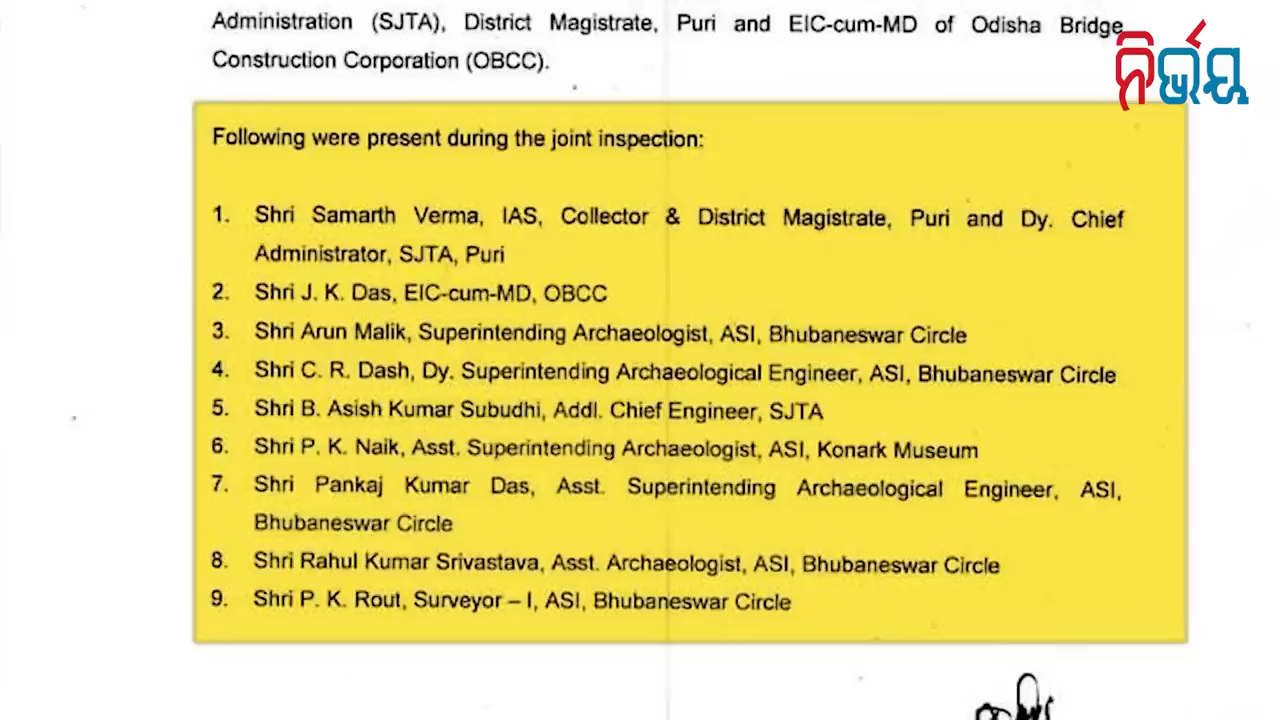 Administration (SJTA), District Magistrate, Puri and EIC-cum-MD of Odisha Bridge
ନିର୍ଭୟ
Construction Corporation (OBCC).
Following were present during the joint inspection:
1. Shri Samarth Verma, IAS, Collector & District Magistrate, Puri and Dy. Chief
Administrator, SJTA, Puri
2. Shri J. K. Das, EIC-cum-MD, OBCC
3. Shri Arun Malik, Superintending Archaeologist, ASI, Bhubaneswar Circle
4. Shri C. R. Dash, Dy. Superintending Archaeological Engineer, ASI, Bhubaneswar Circle
5. Shri B. Asish Kumar Subudhi, Addl. Chief Engineer, SJTA
6. Shri P. K. Naik, Asst. Superintending Archaeologist, ASI, Konark Museum
7. Shri Pankaj Kumar Das, Asst. Superintending Archaeological Engineer, ASI,
Bhubaneswar Circle
8. Shri Rahul Kumar Srivastava, Asst. Archaeologist, ASI, Bhubaneswar Circle
9. Shri P. K. Rout, Surveyor – I, ASI, Bhubaneswar Circle